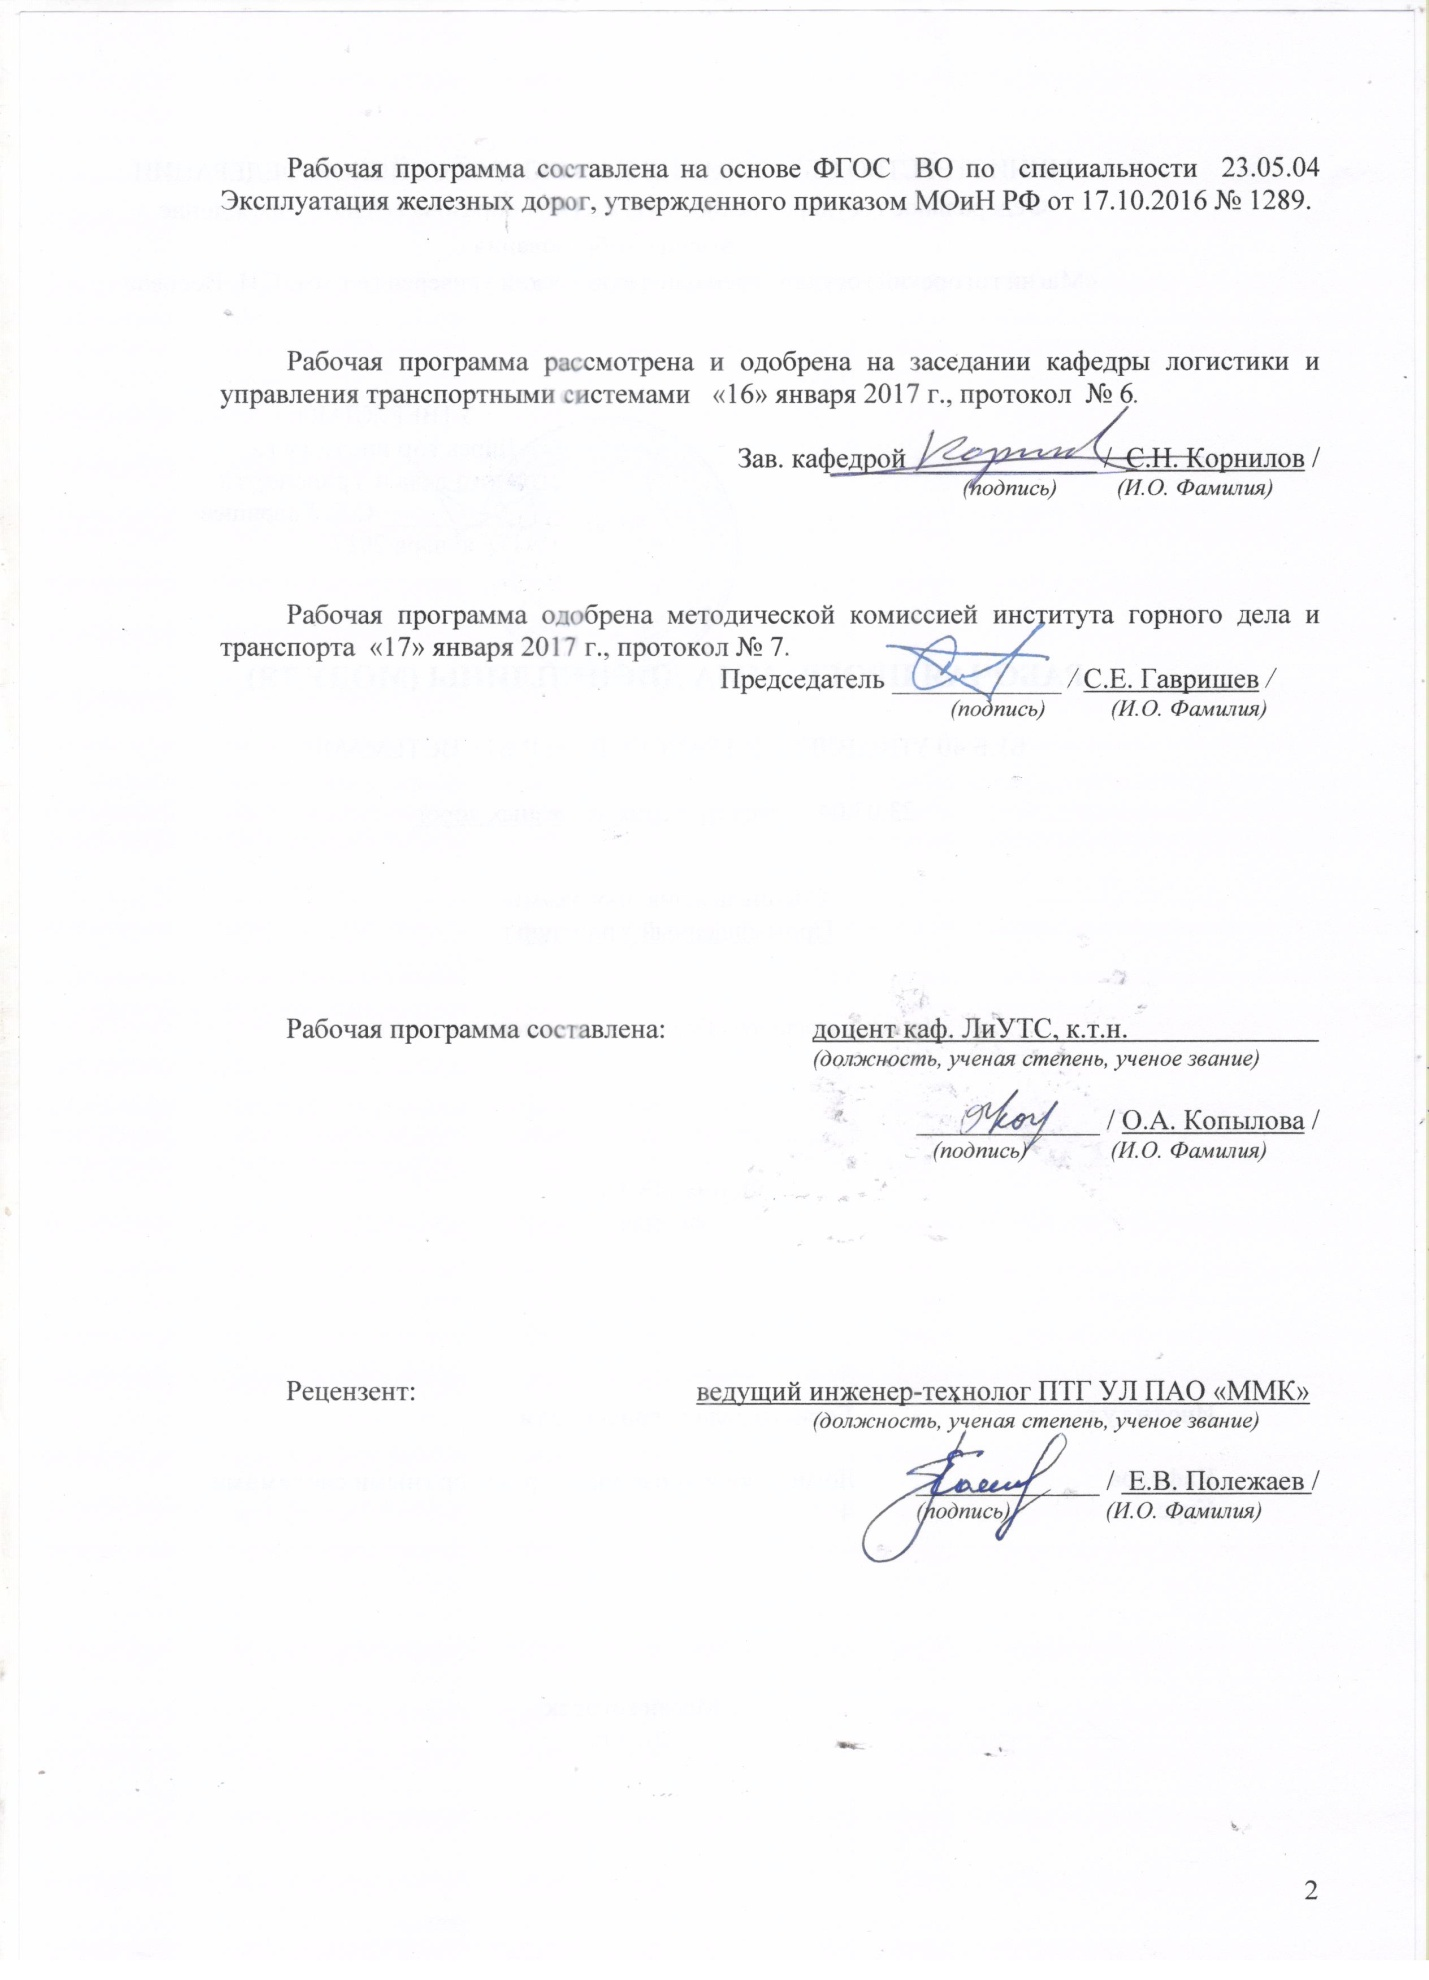 Рабочая программа составлена на основе ФГОС ВО по специальности 23.05.04
Эксплуатация железных дорог, утвержденного приказом МОиН РФ от 17.10.2016 № 1289.
Рабочая программа рассмотрена и одобрена на заседании кафедры логистики и
управления транспортными системами «16» января 2017 г., протокол № 6.
Зав. кафедрой / С.Н. Корнилов /
(подпись) (И.О. Фамилия)
Рабочая программа одобрена методической комиссией института горного дела и
транспорта «17» января 2017 г., протокол № 7.
Председатель / С.Е. Гавришев /
(подпись) (И.О. Фамилия)
Рабочая программа составлена: доцент каф. ЛиУТС, к.т.н.
(должность, ученая степень, ученое звание)
/ О.А. Копылова /
(подпись) (И.О. Фамилия)
Рецензент: ведущий инженер-технолог ПТГ УЛ ПАО «ММК»
(должность, ученая степень, ученое звание)
/ Е.В. Полежаев /
(подпись) (И.О. Фамилия)
2